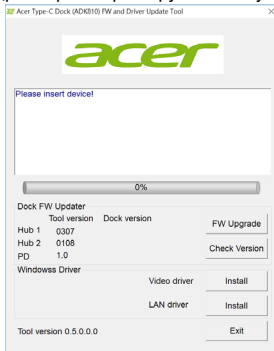 Acer Type-C Dock (ADK810) FW and Driver Update Tool
acer
Please insert device!
0%
Dock FW Updater
Tool version Dock version
Hub 1 0307
FW Upgrade
Hub 2 0108
Check Version
PD 1.0
Windowss Driver
Video driver Install
LAN driver Install
Tool version 0.5.0.0.0 Exit